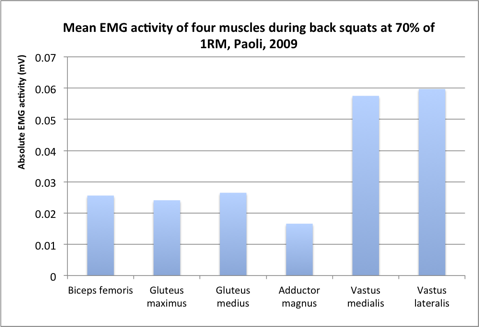 Mean EMG activity of four muscles during back squats at 70% of
1RM, Paoli, 2009
Absolute EMG activity (mV)
0.07
0.06
0.05
0.04
0.03
0.02
0.01
0
Biceps femoris
Gluteus
maximus
Gluteus
medius
Adductor
magnus
Vastus
medialis
Vastus
lateralis